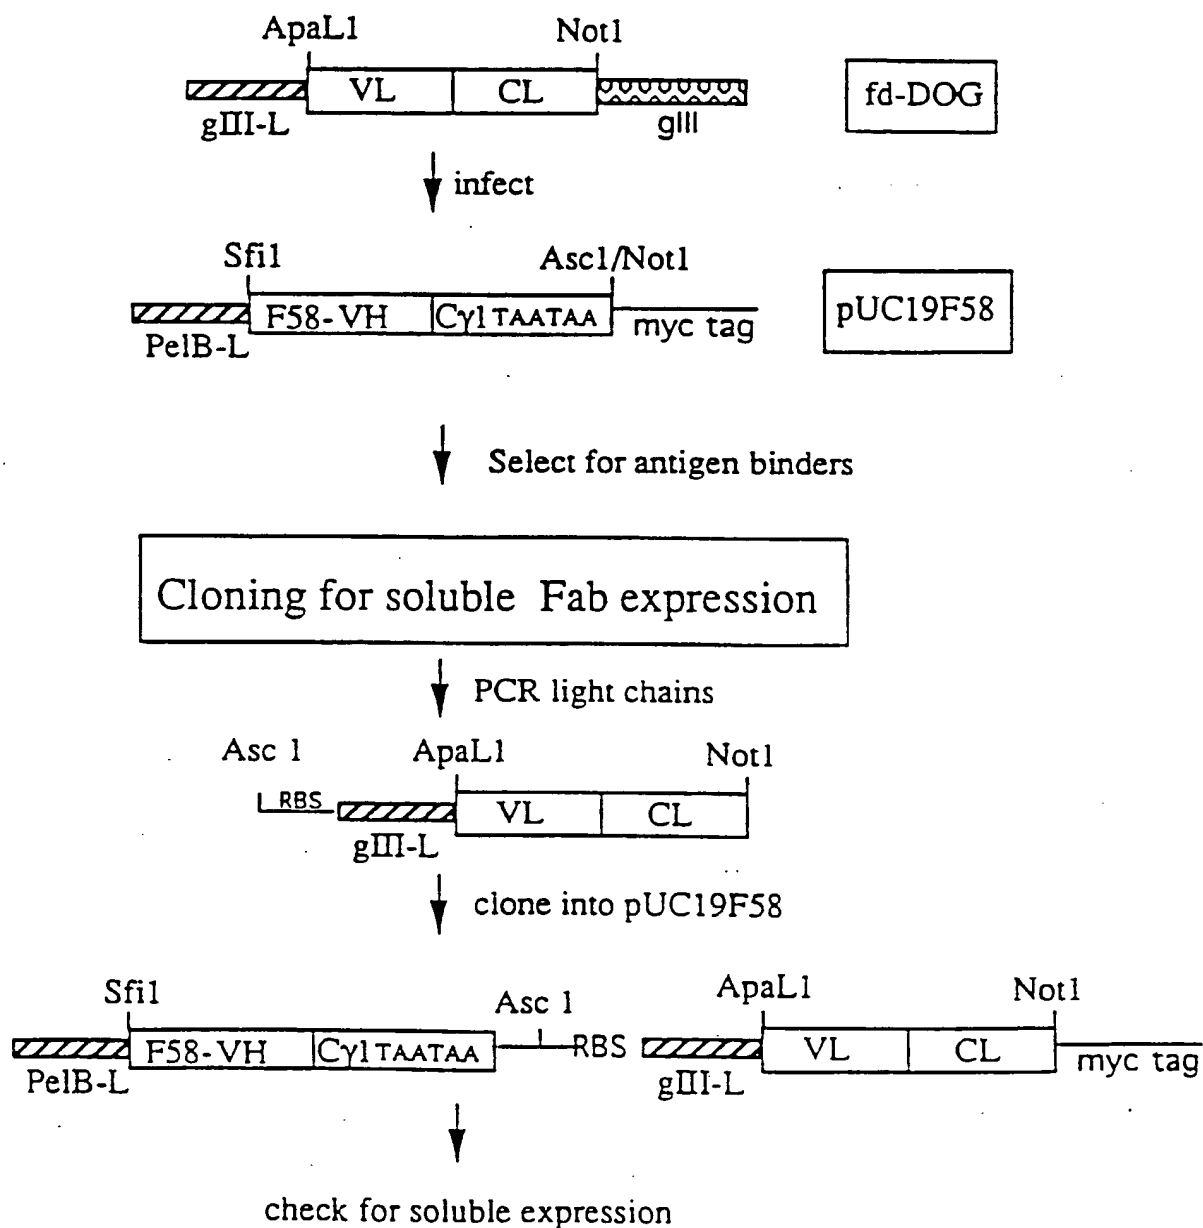 ApaL1 Not1
VL CL
fd-DOG
gIII-L gIII
infect
Sfi1 Asc1/Not1
F58-VH Cγ1 TAATAA
pUC19F58
PelB-L myc tag
Select for antigen binders
Cloning for soluble Fab expression
PCR light chains
Asc 1 ApaL1 Not1
RBS VL CL
gIII-L
clone into pUC19F58
Sfi1 Asc 1 ApaL1 Not1
F58-VH Cγ1 TAATAA RBS VL CL
PelB-L gIII-L myc tag
check for soluble expression